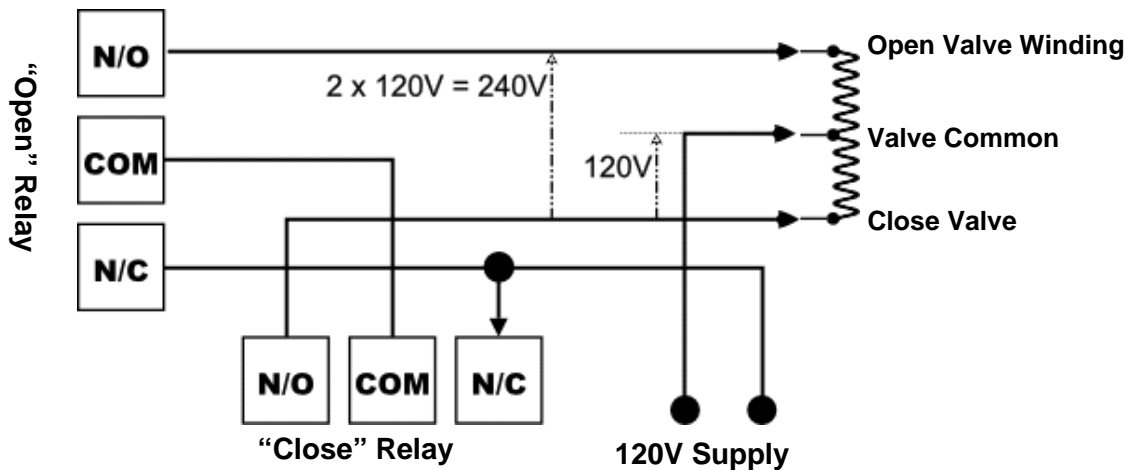 N/O
Open Valve Winding
2 x 120V = 240V
“Open” Relay
COM
Valve Common
120V
Close Valve
N/C
N/O
COM
N/C
“Close” Relay
120V Supply